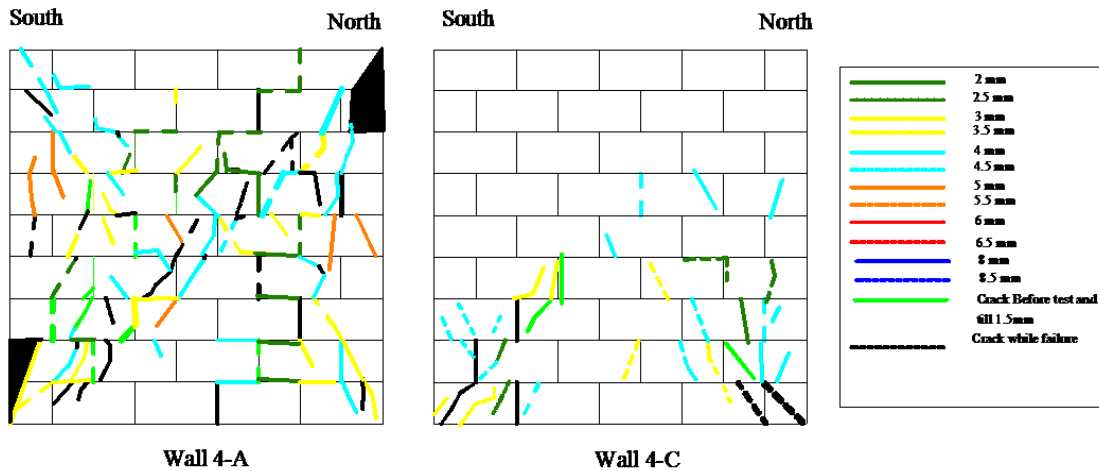 South
North
South
North
2 mm
2.5 mm
3 mm
3.5 mm
4 mm
4.5 mm
5 mm
5.5 mm
6 mm
6.5 mm
8 mm
8.5 mm
Crack Before test and
till 1.5mm
Crack while failure
Wall 4-A
Wall 4-C